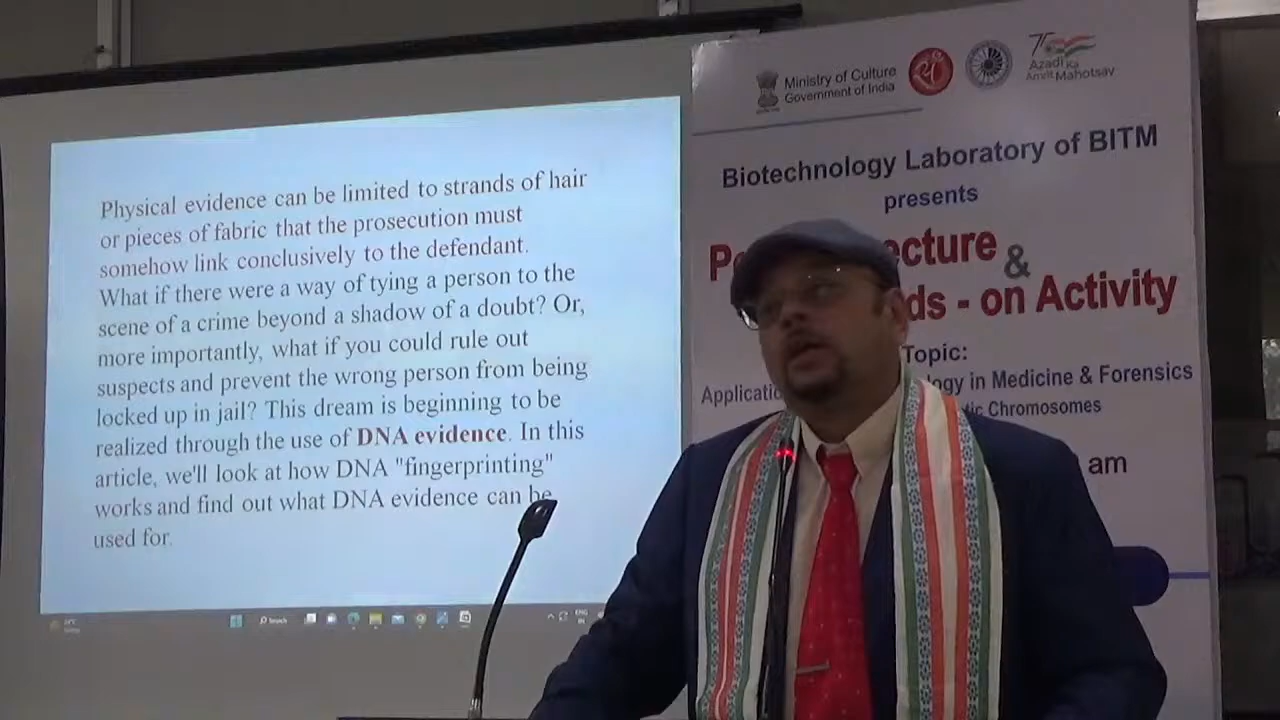 Physical evidence can be limited to strands of hair
or pieces of fabric that the prosecution must
somehow link conclusively to the defendant.
What if there were a way of tying a person to the
scene of a crime beyond a shadow of a doubt? Or,
more importantly, what if you could rule out
suspects and prevent the wrong person from being
locked up in jail? This dream is beginning to be
realized through the use of DNA evidence. In this
article, we'll look at how DNA "fingerprinting"
works and find out what DNA evidence can be
used for.
Search
ENG
IN
Ministry of Culture
Government of India
75
Azadi Ka
Amrit Mahotsav
Biotechnology Laboratory of BITM
presents
P ecture
&
ds - on Activity
Topic:
Applicatio ogy in Medicine & Forensics
tic Chromosomes
am